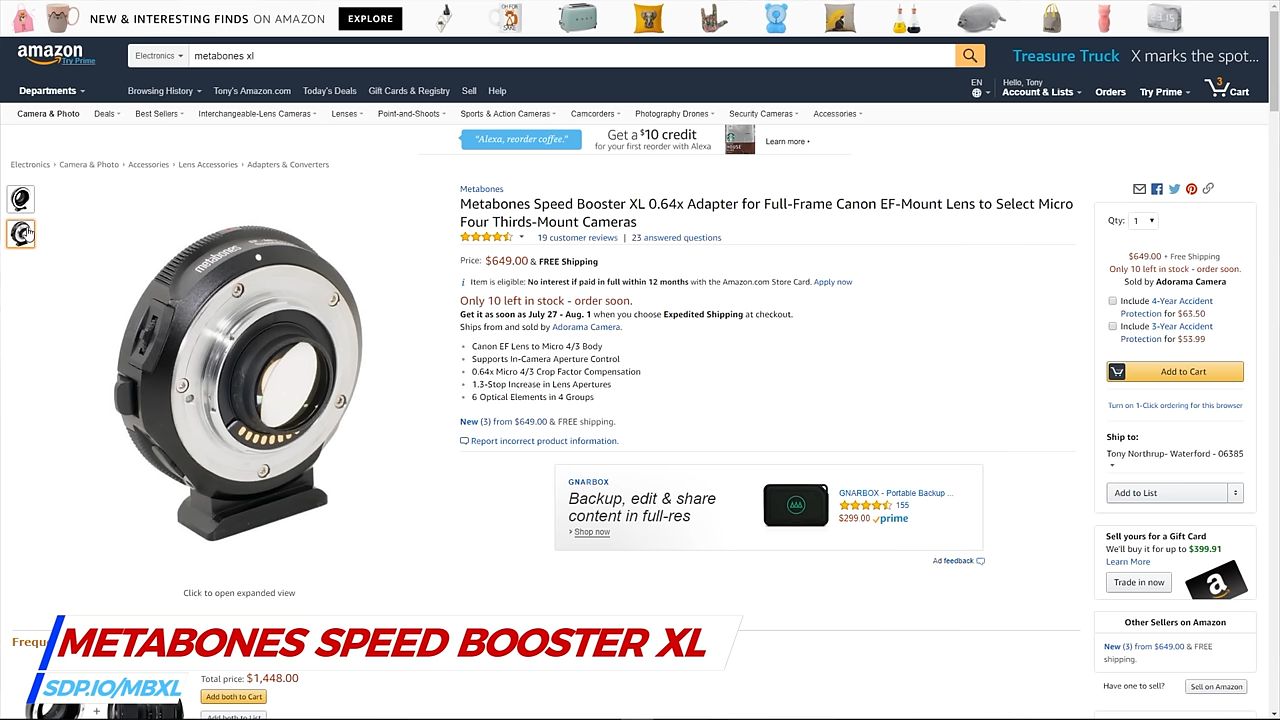 NEW & INTERESTING FINDS ON AMAZON EXPLORE
amazon
Try Prime
Electronics
metabones xl
Treasure Truck X marks the spot...
Departments
Browsing History Tony's Amazon.com Today's Deals Gift Cards & Registry Sell Help
EN
Hello, Tony
Account & Lists Orders Try Prime 3 Cart
Camera & Photo Deals Best Sellers Interchangeable-Lens Cameras Lenses Point-and-Shoots Sports & Action Cameras Camcorders Photography Drones Security Cameras Accessories
"Alexa, reorder coffee."
Get a $10 credit
for your first reorder with Alexa
Learn more ›
Electronics › Camera & Photo › Accessories › Lens Accessories › Adapters & Converters
metabones
Metabones
Metabones Speed Booster XL 0.64x Adapter for Full-Frame Canon EF-Mount Lens to Select Micro
Four Thirds-Mount Cameras
19 customer reviews | 23 answered questions
Price: $649.00 & FREE Shipping
Item is eligible: No interest if paid in full within 12 months with the Amazon.com Store Card. Apply now
Only 10 left in stock - order soon.
Get it as soon as July 27 - Aug. 1 when you choose Expedited Shipping at checkout.
Ships from and sold by Adorama Camera.
Canon EF Lens to Micro 4/3 Body
Supports In-Camera Aperture Control
0.64x Micro 4/3 Crop Factor Compensation
1.3-Stop Increase in Lens Apertures
6 Optical Elements in 4 Groups
New (3) from $649.00 & FREE shipping.
Report incorrect product information.
GNARBOX
Backup, edit & share
content in full-res
› Shop now
GNARBOX - Portable Backup ...
155
$299.00 prime
Ad feedback
Click to open expanded view
Qty: 1
$649.00 + Free Shipping
Only 10 left in stock - order soon.
Sold by Adorama Camera
Include 4-Year Accident
Protection for $63.50
Include 3-Year Accident
Protection for $53.99
Add to Cart
Turn on 1-Click ordering for this browser
Ship to:
Tony Northrup- Waterford - 06385
Add to List
Sell yours for a Gift Card
We'll buy it for up to $399.91
Learn More
Trade in now
Other Sellers on Amazon
New (3) from $649.00 & FREE
shipping.
Have one to sell? Sell on Amazon
Frequ
METABONES SPEED BOOSTER XL
SDP.IO/MBXL
Total price: $1,448.00
Add both to Cart
Add both to List